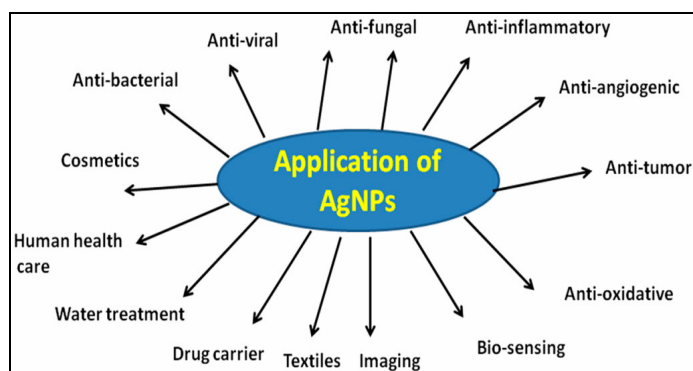 Anti-viral
Anti-fungal
Anti-inflammatory
Anti-bacterial
Anti-angiogenic
Cosmetics
Application of
AgNPs
Anti-tumor
Human health
care
Anti-oxidative
Water treatment
Drug carrier
Textiles
Imaging
Bio-sensing